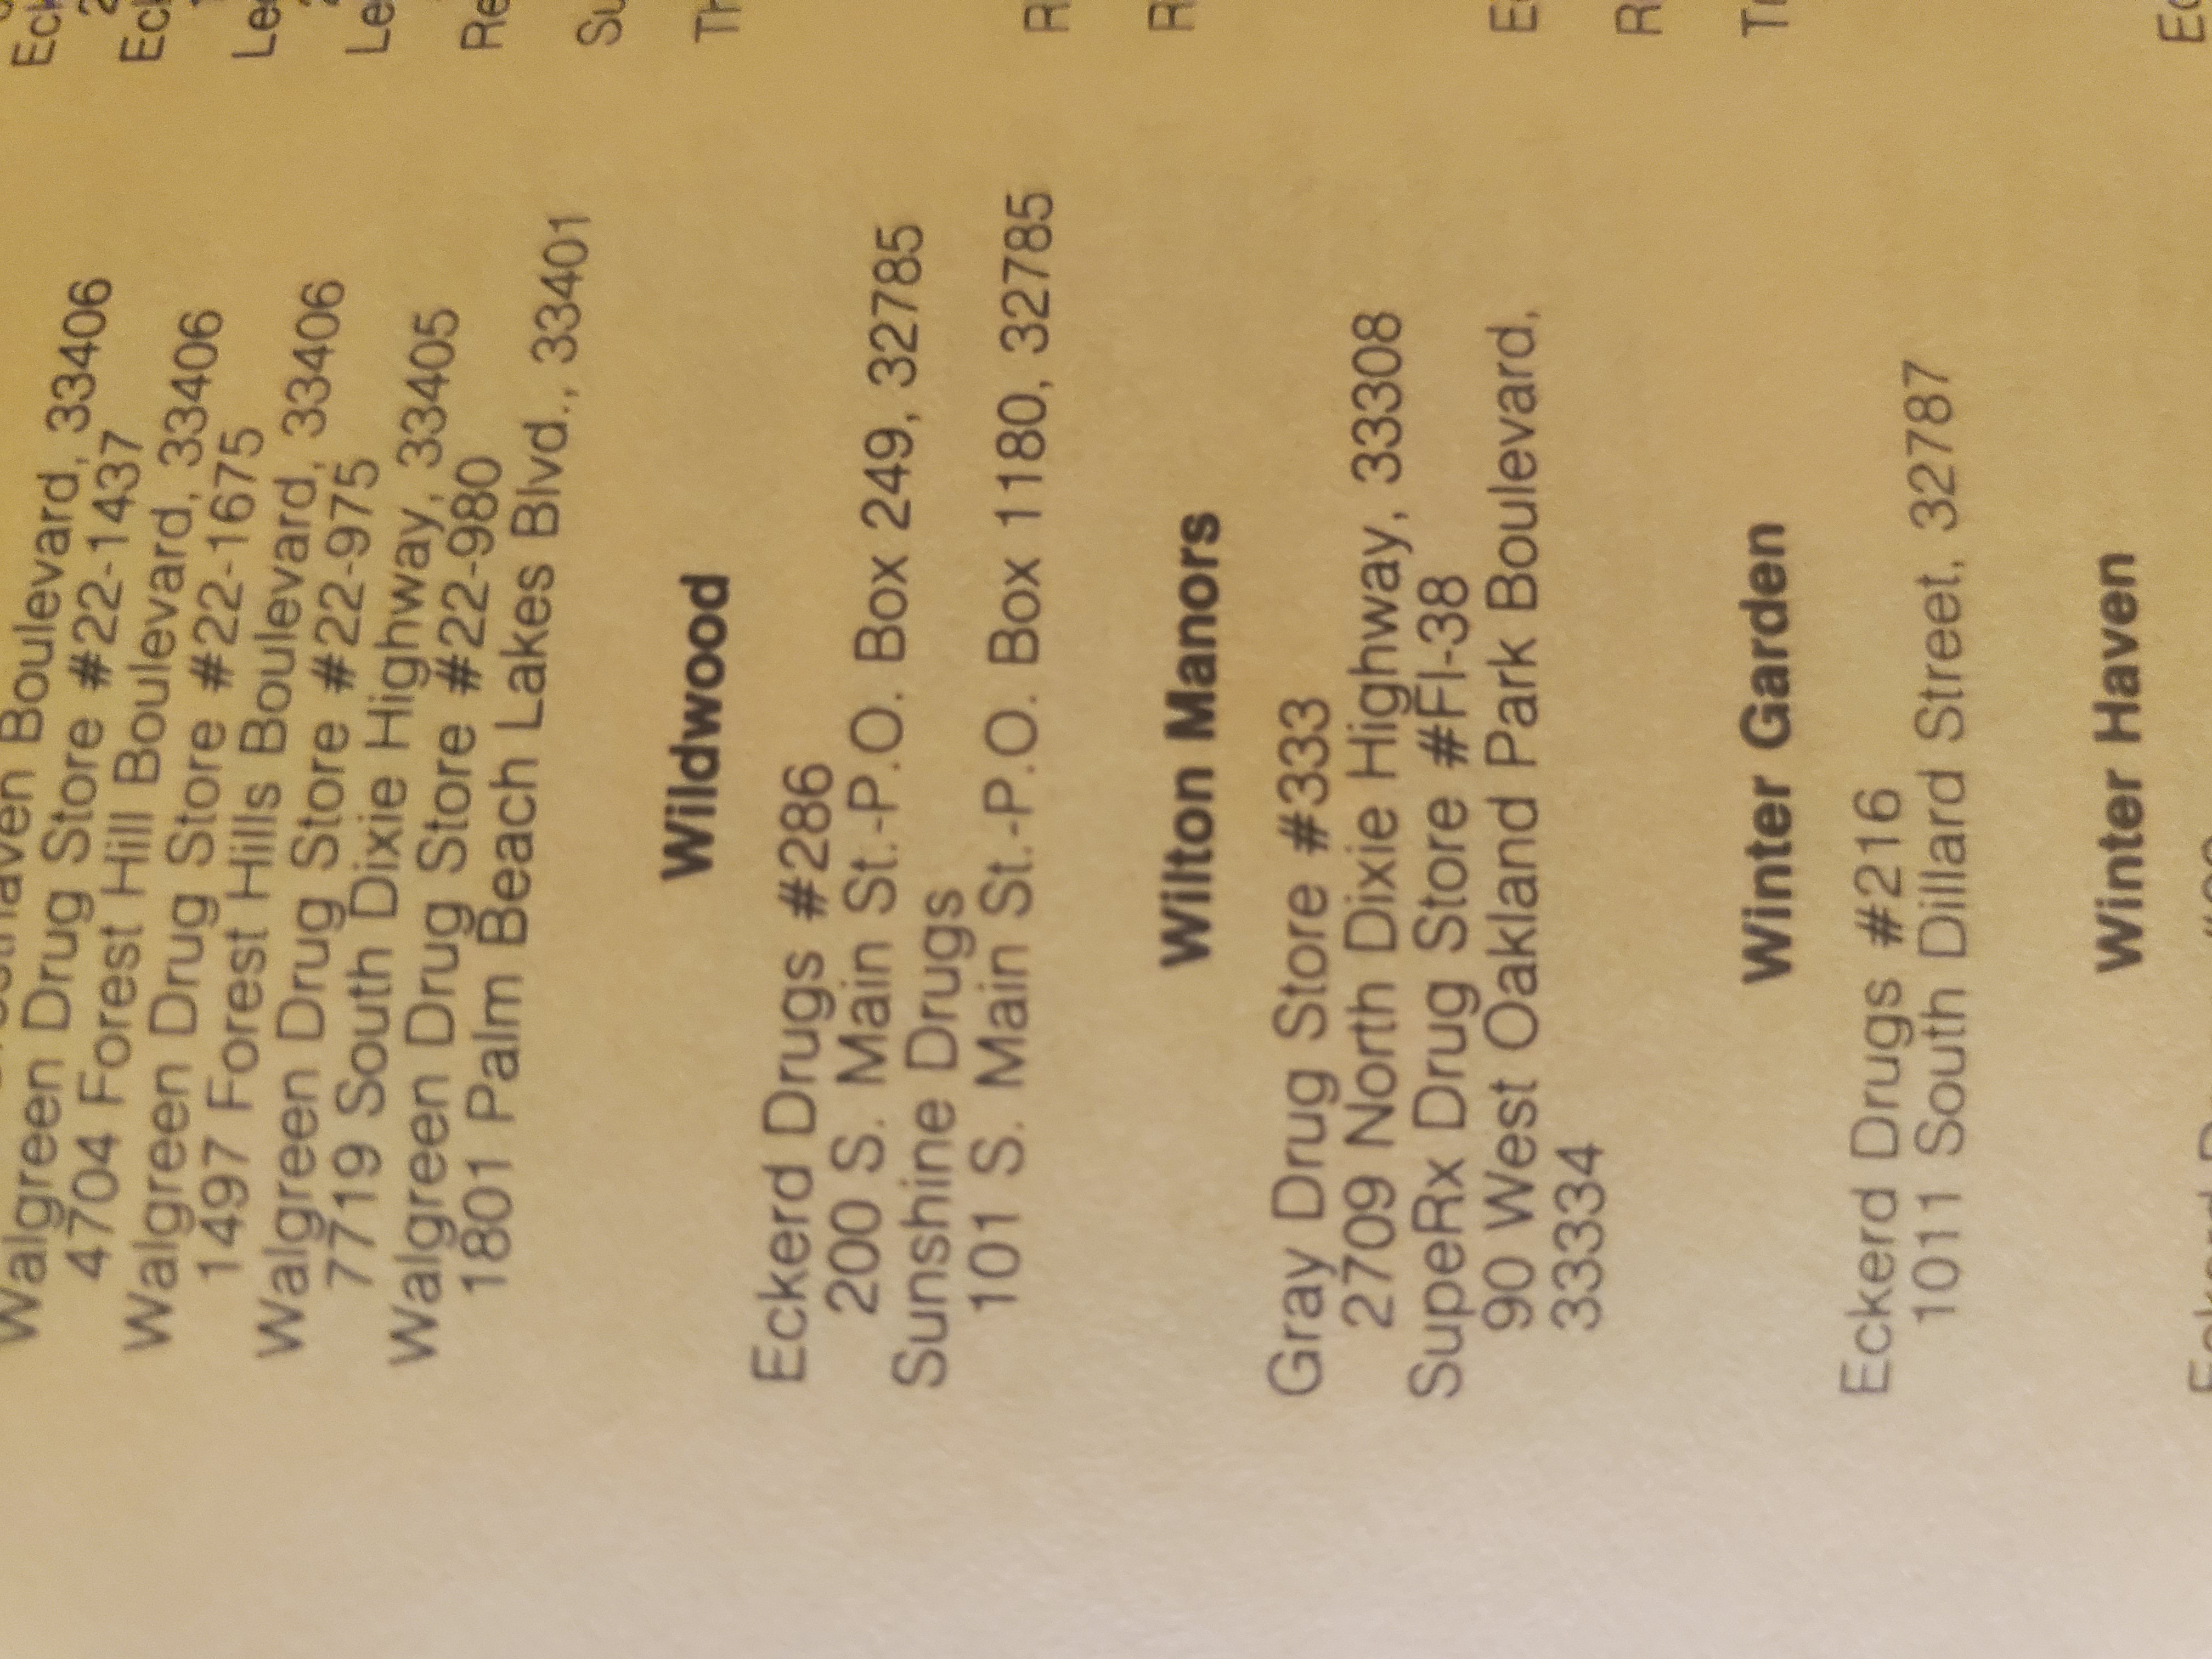 Boulevard, 33406
Walgreen Drug Store #22-1437
4704 Forest Hill Boulevard, 33406
Walgreen Drug Store #22-1675
1497 Forest Hills Boulevard, 33406
Walgreen Drug Store #22-975
7719 South Dixie Highway, 33405
Walgreen Drug Store #22-980
1801 Palm Beach Lakes Blvd., 33401
Wildwood
Eckerd Drugs #286
200 S. Main St.-P.O. Box 249, 32785
Sunshine Drugs
101 S. Main St.-P.O. Box 1180, 32785
Wilton Manors
Gray Drug Store #333
2709 North Dixie Highway, 33308
SupeRx Drug Store #Fl-38
90 West Oakland Park Boulevard,
33334
Winter Garden
Eckerd Drugs #216
1011 South Dillard Street, 32787
Winter Haven